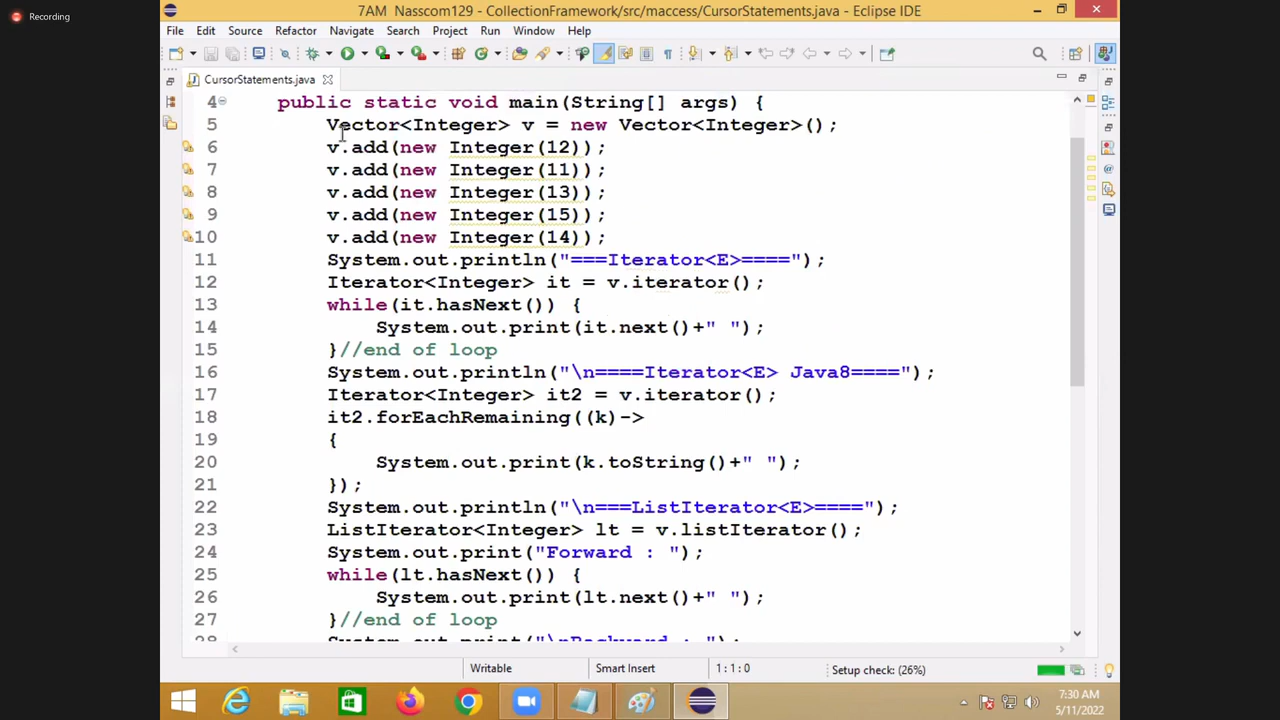 Recording
7AM Nasscom129 - CollectionFramework/src/maccess/CursorStatements.java - Eclipse IDE
File Edit Source Refactor Navigate Search Project Run Window Help
CursorStatements.java
4 public static void main(String[] args) {
5 Vector<Integer> v = new Vector<Integer>();
6 v.add(new Integer(12));
7 v.add(new Integer(11));
8 v.add(new Integer(13));
9 v.add(new Integer(15));
10 v.add(new Integer(14));
11 System.out.println("===Iterator<E>====");
12 Iterator<Integer> it = v.iterator();
13 while(it.hasNext()) {
14 System.out.print(it.next()+" ");
15 }//end of loop
16 System.out.println("\n====Iterator<E> Java8====");
17 Iterator<Integer> it2 = v.iterator();
18 it2.forEachRemaining((k)->
19 {
20 System.out.print(k.toString()+" ");
21 });
22 System.out.println("\n===ListIterator<E>====");
23 ListIterator<Integer> lt = v.listIterator();
24 System.out.print("Forward : ");
25 while(lt.hasNext()) {
26 System.out.print(lt.next()+" ");
27 }//end of loop
28 System.out.print("\nBackward : ");
Writable Smart Insert 1 : 1 : 0 Setup check: (26%)
7:30 AM
5/11/2022